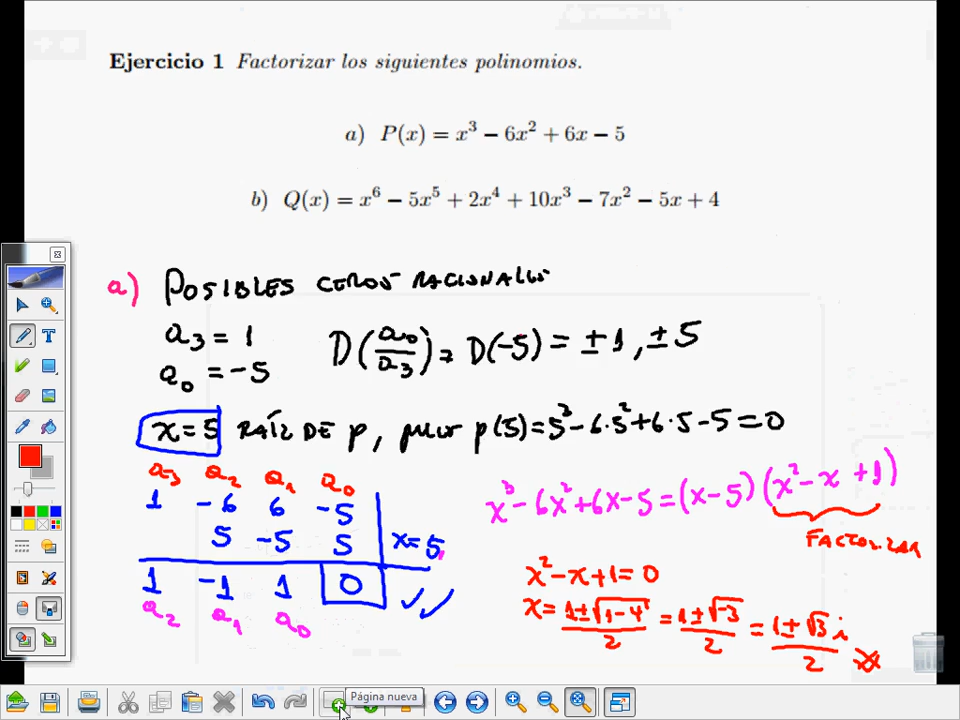 Ejercicio 1 Factorizar los siguientes polinomios.
a) P(x) = x³ − 6x² + 6x − 5
b) Q(x) = x⁶ − 5x⁵ + 2x⁴ + 10x³ − 7x² − 5x + 4
a) POSIBLES CEROS RACIONALES
a₃ = 1
a₀ = -5
D(a₀/a₃) = D(-5) = ±1, ±5
x=5 RAÍZ DE P, pues p(5)=5³-6·5²+6·5-5=0
a₃ a₂ a₁ a₀
1 -6 6 -5
5 -5 5 x=5
1 -1 1 0
a₂ a₁ a₀
x³-6x²+6x-5=(x-5)(x²-x+1)
FACTORIZAR
x²-x+1=0
x=(1±√(1-4))/2 = (1±√-3)/2 = (1±√3 i)/2
Página nueva
T